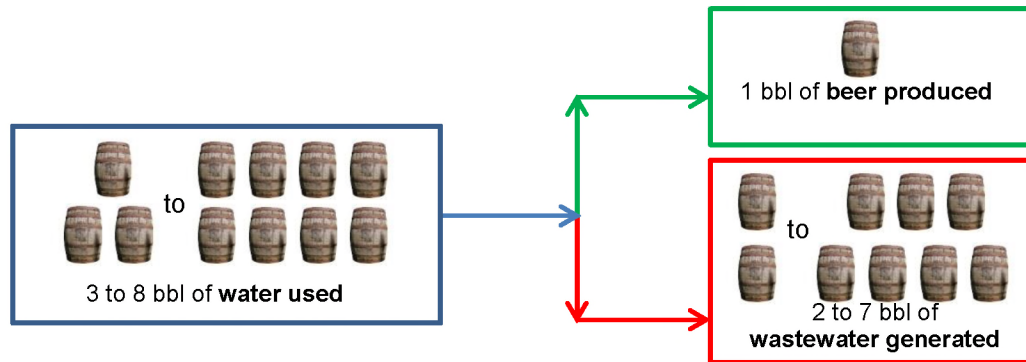 to
3 to 8 bbl of water used
1 bbl of beer produced
to
2 to 7 bbl of
wastewater generated